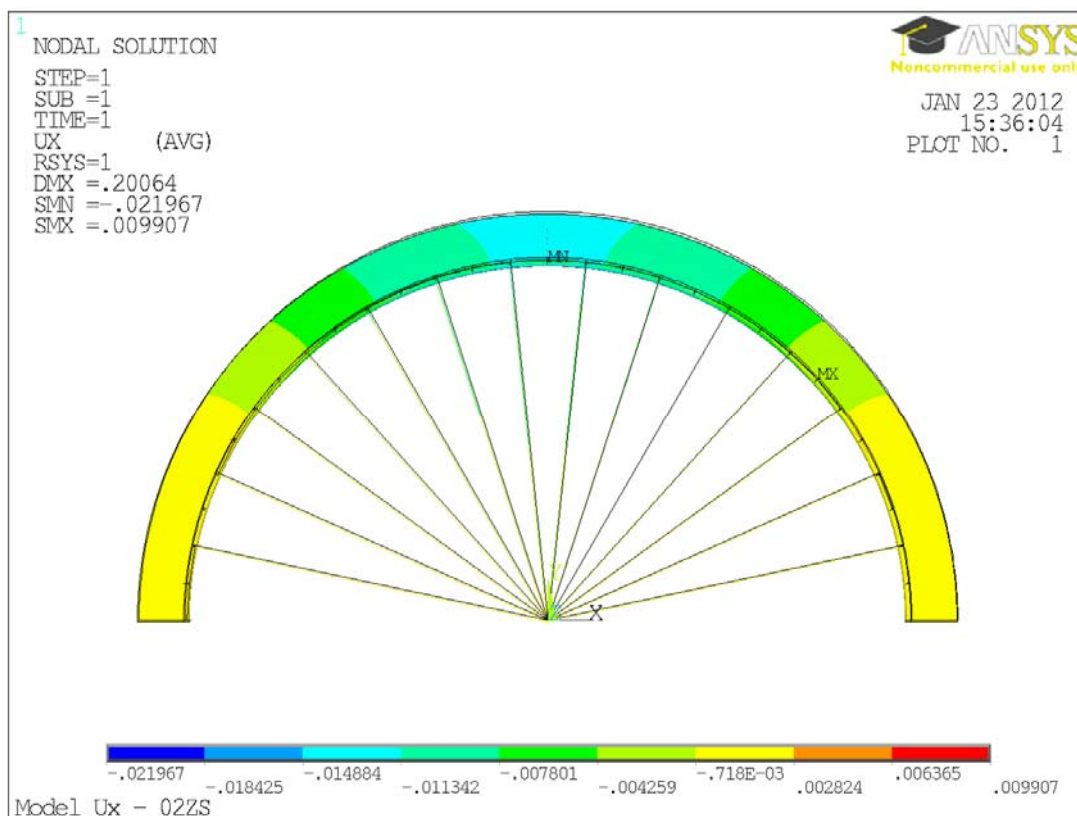 1
NODAL SOLUTION
STEP=1
SUB =1
TIME=1
UX (AVG)
RSYS=1
DMX =.20064
SMN =-.021967
SMX =.009907
ANSYS
Noncommercial use only
JAN 23 2012
15:36:04
PLOT NO. 1
MN
MX
Y
X
-.021967 -.014884 -.007801 -.718E-03 .006365
-.018425 -.011342 -.004259 .002824 .009907
Model Ux - 02ZS